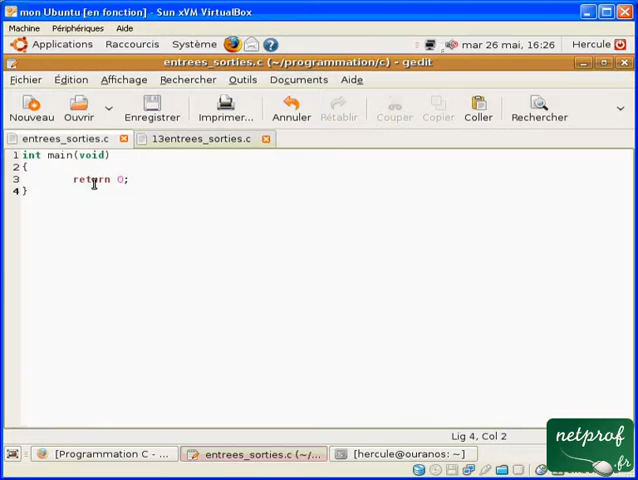 mon Ubuntu [en fonction] - Sun xVM VirtualBox
Machine Périphériques Aide
Applications Raccourcis Système mar 26 mai, 16:26 Hercule
entrees_sorties.c (~/programmation/c) - gedit
Fichier Édition Affichage Rechercher Outils Documents Aide
Nouveau Ouvrir Enregistrer Imprimer... Annuler Rétablir Couper Copier Coller Rechercher
entrees_sorties.c 13entrees_sorties.c
1 int main(void)
2 {
3 return 0;
4 }
Lig 4, Col 2
[Programmation C - ... entrees_sorties.c (~/... [hercule@ouranos: ~]
netprof
.fr